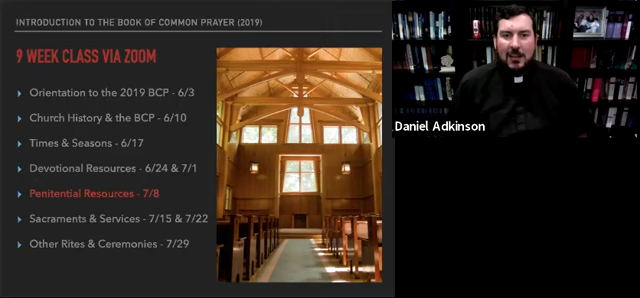 INTRODUCTION TO THE BOOK OF COMMON PRAYER (2019)
9 WEEK CLASS VIA ZOOM
Orientation to the 2019 BCP - 6/3
Church History & the BCP - 6/10
Times & Seasons - 6/17
Devotional Resources - 6/24 & 7/1
Penitential Resources - 7/8
Sacraments & Services - 7/15 & 7/22
Other Rites & Ceremonies - 7/29
Daniel Adkinson